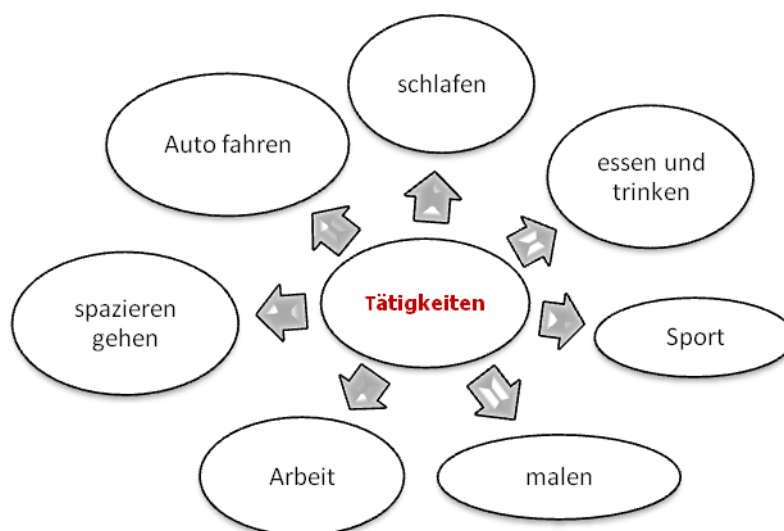 schlafen
Auto fahren
essen und
trinken
Tätigkeiten
spazieren
gehen
Sport
Arbeit
malen